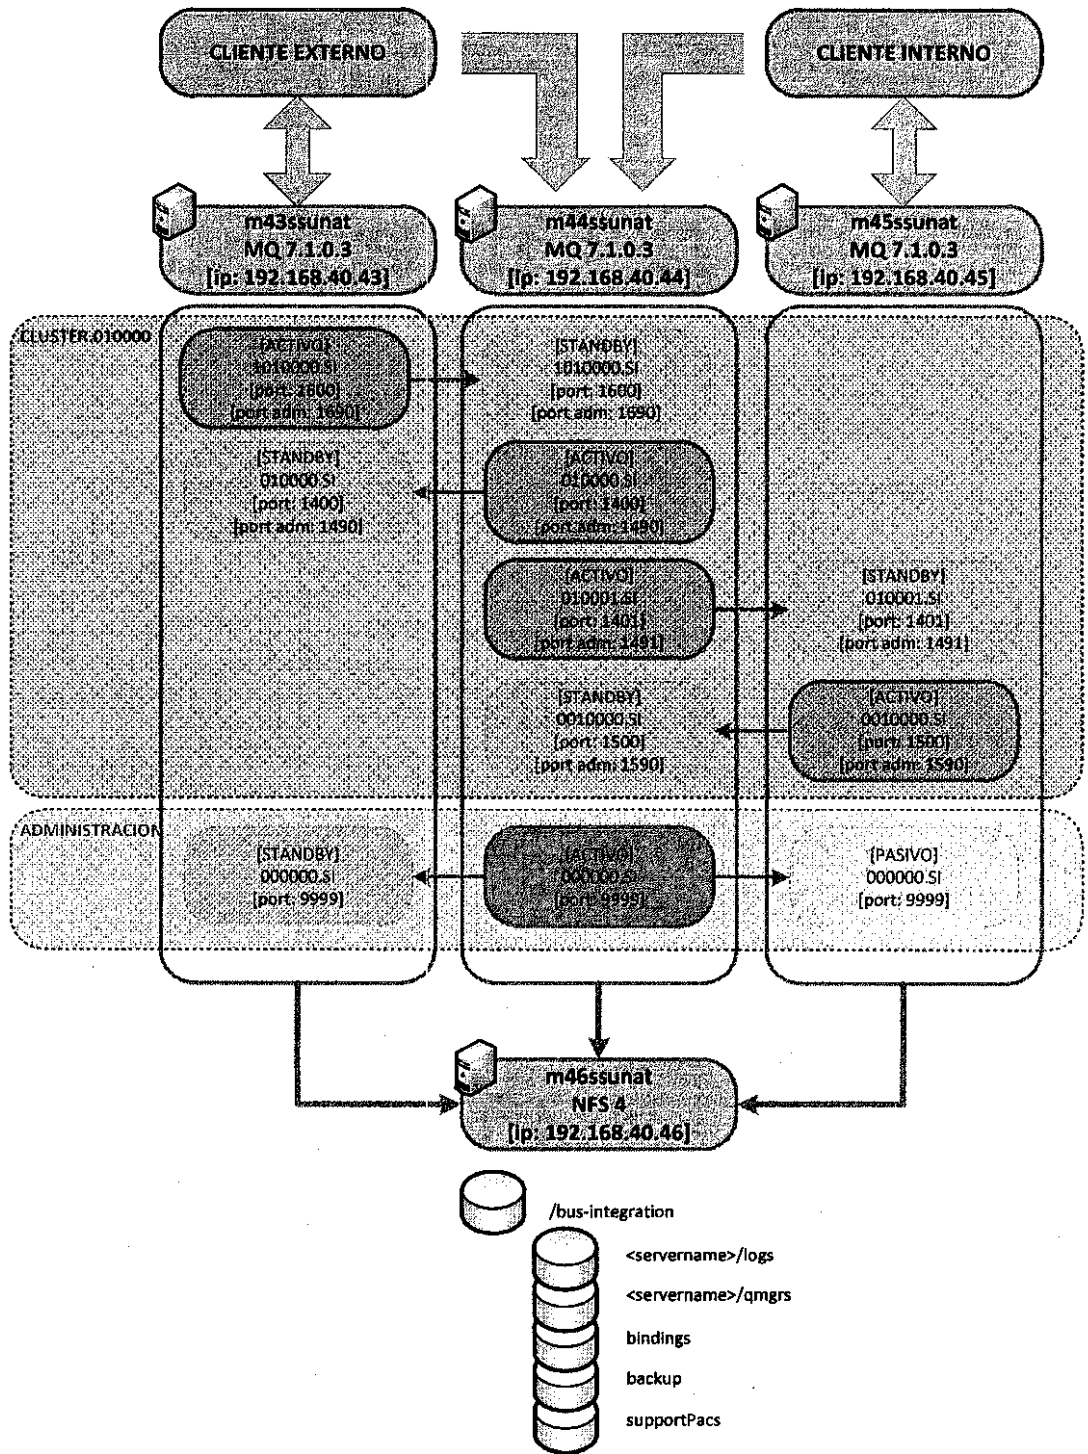 CLIENTE EXTERNO
CLIENTE INTERNO
m43ssunat
MQ 7.1.0.3
[ip: 192.168.40.43]
m44ssunat
MQ 7.1.0.3
[ip: 192.168.40.44]
m45ssunat
MQ 7.1.0.3
[ip: 192.168.40.45]
CLUSTER.010000
[ACTIVO]
1010000.SI
[port: 1600]
[port adm: 1690]
[STANDBY]
1010000.SI
[port: 1600]
[port adm: 1690]
[STANDBY]
010000.SI
[port: 1400]
[port adm: 1490]
[ACTIVO]
010000.SI
[port: 1400]
[port adm: 1490]
[ACTIVO]
010001.SI
[port: 1401]
[port adm: 1491]
[STANDBY]
010001.SI
[port: 1401]
[port adm: 1491]
[STANDBY]
0010000.SI
[port: 1500]
[port adm: 1590]
[ACTIVO]
0010000.SI
[port: 1500]
[port adm: 1590]
ADMINISTRACION
[STANDBY]
000000.SI
[port: 9999]
[ACTIVO]
000000.SI
[port: 9999]
[PASIVO]
000000.SI
[port: 9999]
m46ssunat
NFS 4
[ip: 192.168.40.46]
/bus-integration
<servername>/logs
<servername>/qmgrs
bindings
backup
supportPacs